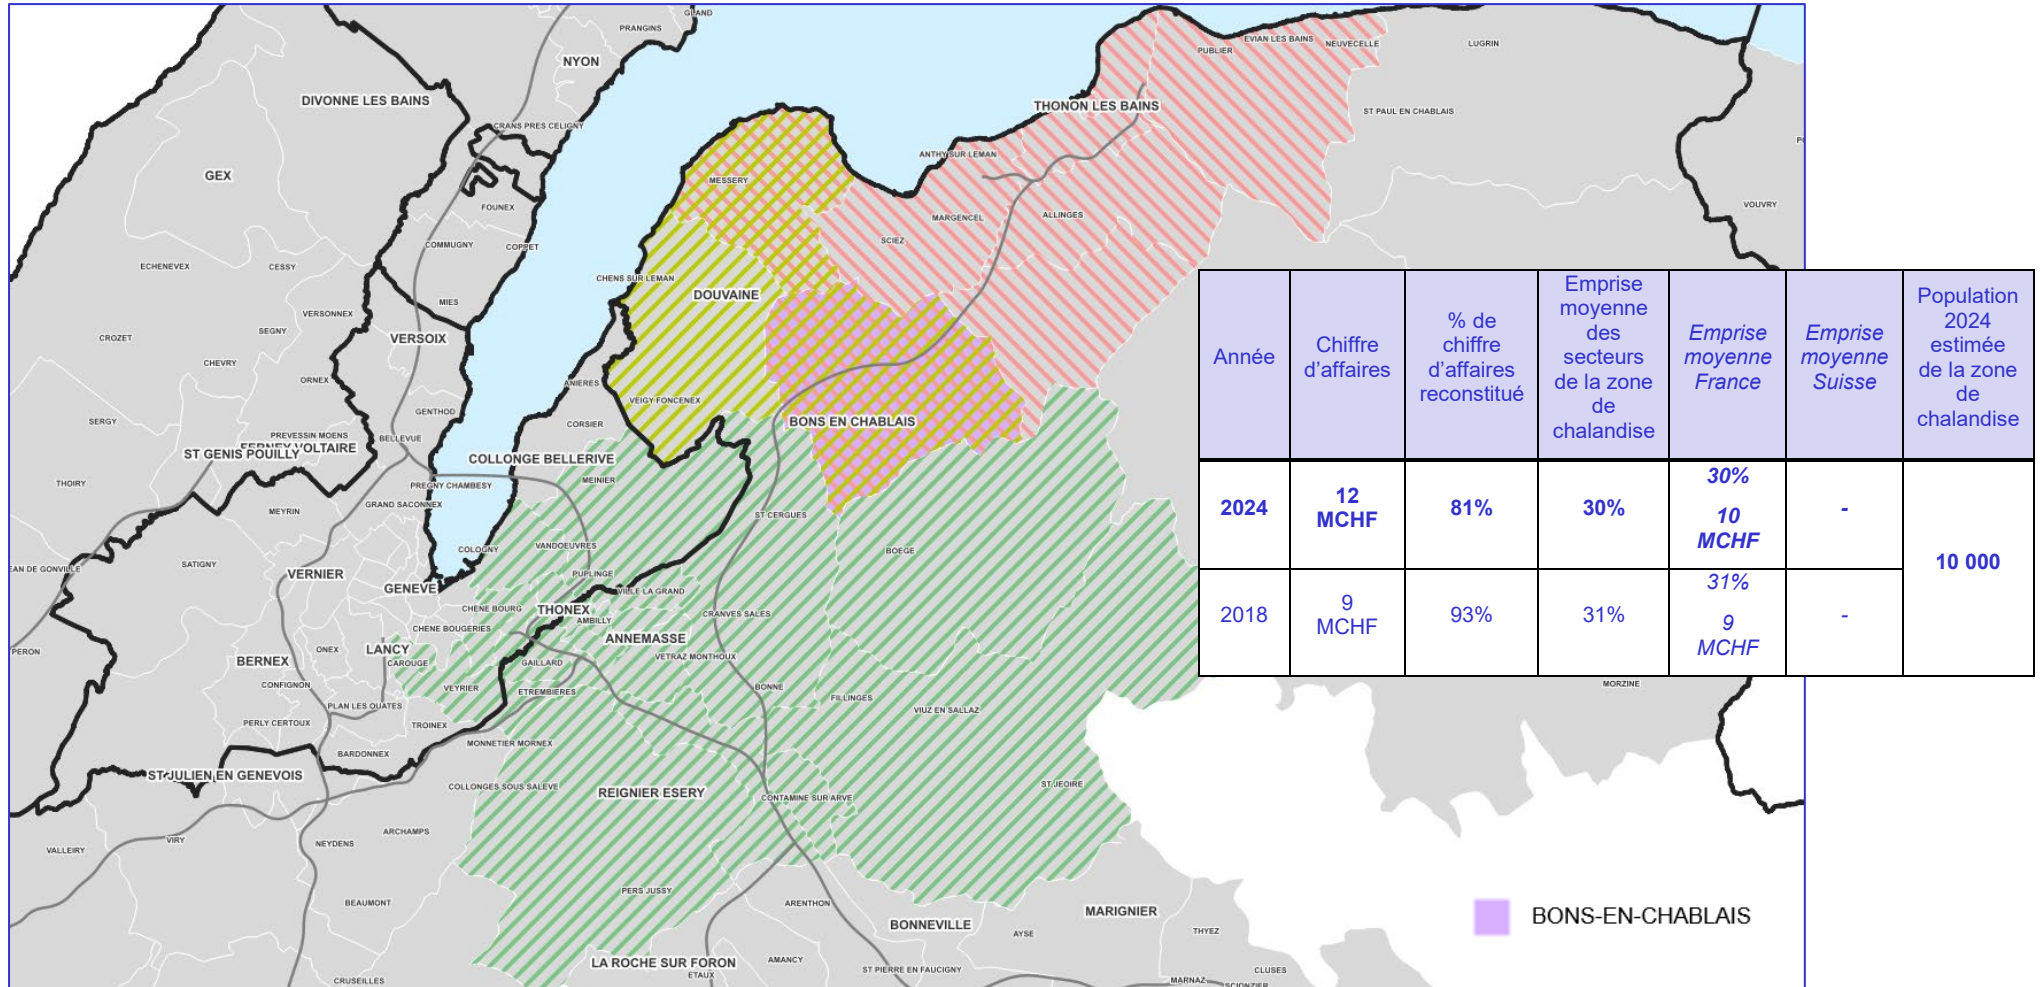 GLAND
PRANGINS
NYON
DIVONNE LES BAINS
CRANS PRES CELIGNY
GEX
FOUNEX
COMMUGNY
COPPET
ECHENEVEX
CESSY
MIES
VERSONNEX
SEGNY
CROZET
VERSOIX
CHEVRY
ORNEX
GENTHOD
SERGY
PREVESSIN MOENS
BELLEVUE
FERNEY VOLTAIRE
ST GENIS POUILLY
THOIRY
PREGNY CHAMBESY
GRAND SACONNEX
MEYRIN
EAN DE GONVILLE
SATIGNY
VERNIER
GENEVE
COLOGNY
VANDOEUVRES
PUPLINGE
CHENE BOURG
THONEX
VILLE LA GRAND
AMBILLY
CHENE BOUGERIES
ANNEMASSE
CRANVES SALES
PERON
ONEX
LANCY
CAROUGE
BERNEX
GAILLARD
VETRAZ MONTHOUX
CONFIGNON
VEYRIER
ETREMBIERES
BONNE
FILLINGES
PLAN LES OUATES
PERLY CERTOUX
TROINEX
VIUZ EN SALLAZ
BARDONNEX
MONNETIER MORNEX
ST JULIEN EN GENEVOIS
COLLONGES SOUS SALEVE
REIGNIER ESERY
CONTAMINE SUR ARVE
ST JEOIRE
ARCHAMPS
VIRY
NEYDENS
VALLEIRY
PERS JUSSY
BEAUMONT
ARENTHON
BONNEVILLE
MARIGNIER
AYSE
THYEZ
LA ROCHE SUR FORON
ETAUX
AMANCY
ST PIERRE EN FAUCIGNY
CLUSES
CRUSEILLES
MARNAZ
SCIONZIER
PUBLIER
EVIAN LES BAINS
NEUVECELLE
LUGRIN
THONON LES BAINS
ST PAUL EN CHABLAIS
ANTHY SUR LEMAN
MESSERY
MARGENCEL
ALLINGES
VOUVRY
SCIEZ
CHENS SUR LEMAN
DOUVAINE
ANIERES
VEIGY FONCENEX
CORSIER
BONS EN CHABLAIS
COLLONGE BELLERIVE
MEINIER
ST CERGUES
BOEGE
MORZINE
Année
Chiffre
d'affaires
% de
chiffre
d'affaires
reconstitué
Emprise
moyenne
des
secteurs
de la zone
de
chalandise
Emprise
moyenne
France
Emprise
moyenne
Suisse
Population
2024
estimée
de la zone
de
chalandise
2024
12
MCHF
81%
30%
30%
10
MCHF
-
10 000
2018
9
MCHF
93%
31%
31%
9
MCHF
-
BONS-EN-CHABLAIS